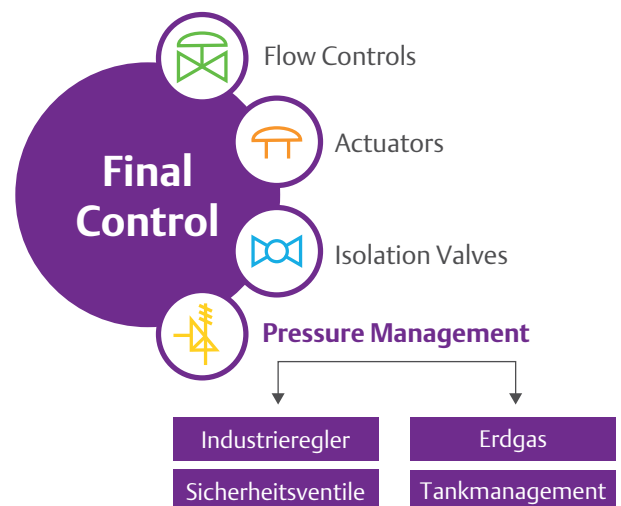 Flow Controls
Actuators
Final
Control
Isolation Valves
Pressure Management
Industrieregler
Erdgas
Sicherheitsventile
Tankmanagement